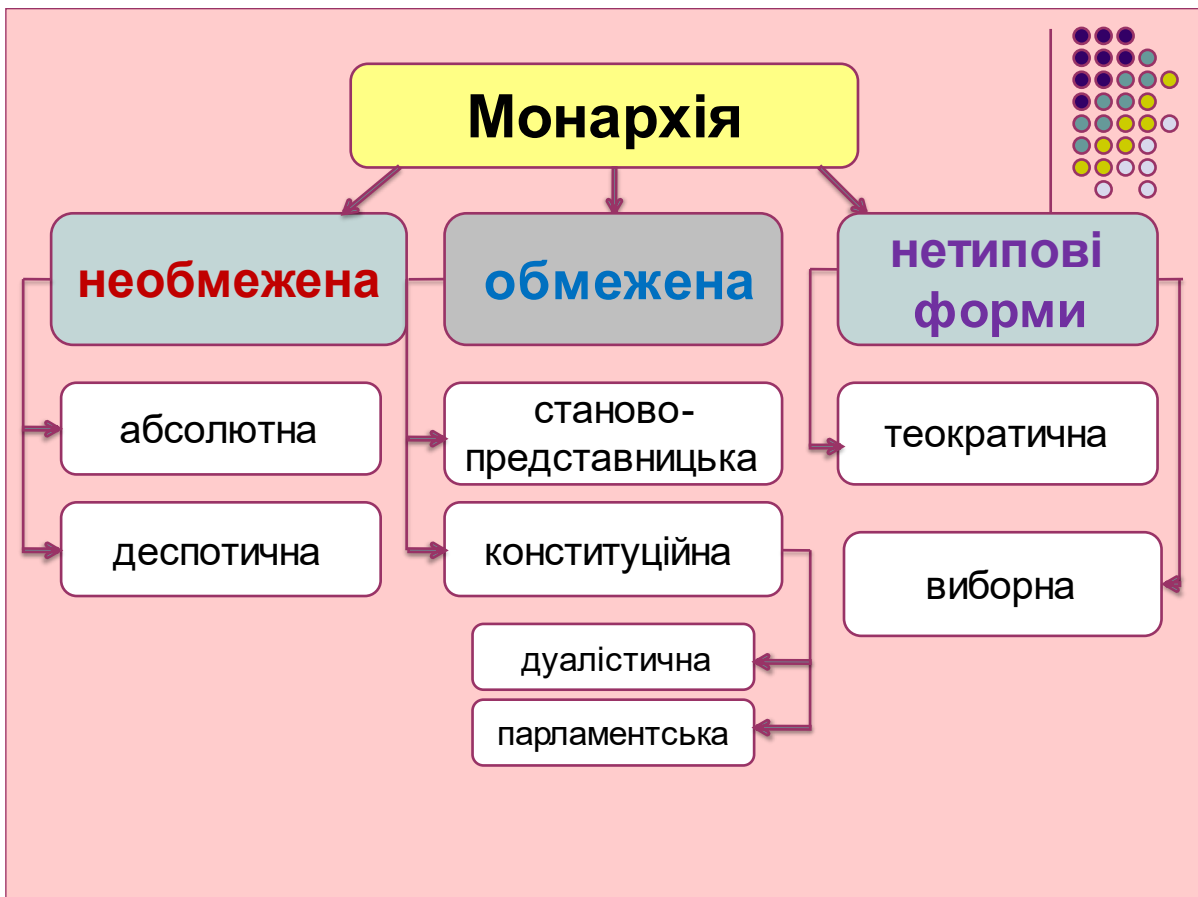 Монархія
необмежена
абсолютна
деспотична
обмежена
станово-
представницька
конституційна
дуалістична
парламентська
нетипові
форми
теократична
виборна